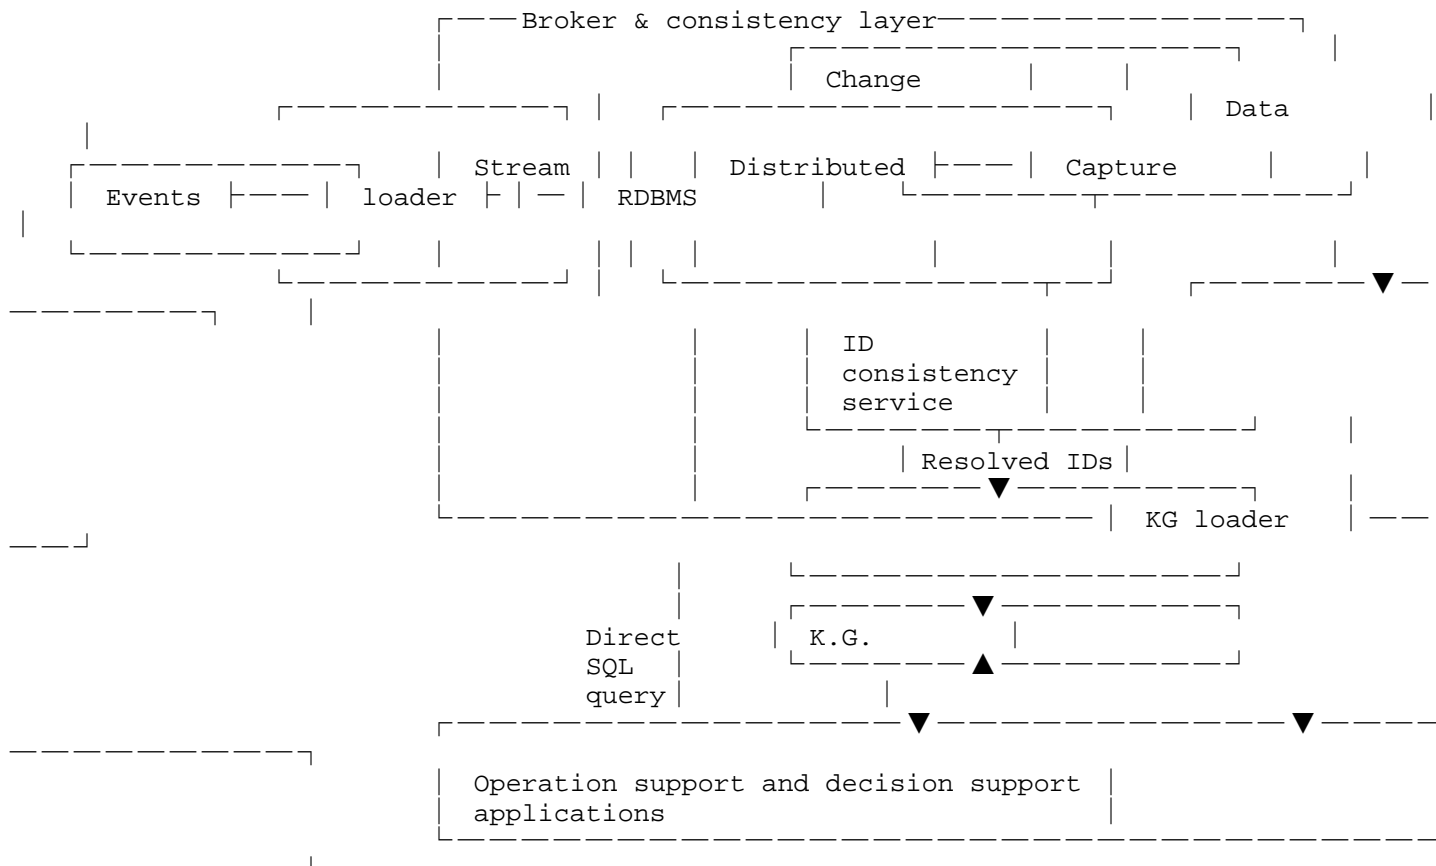 Broker & consistency layer
Change
Data
Stream Distributed Capture
Events loader RDBMS
ID
consistency
service
Resolved IDs
KG loader
Direct K.G.
SQL
query
Operation support and decision support
applications